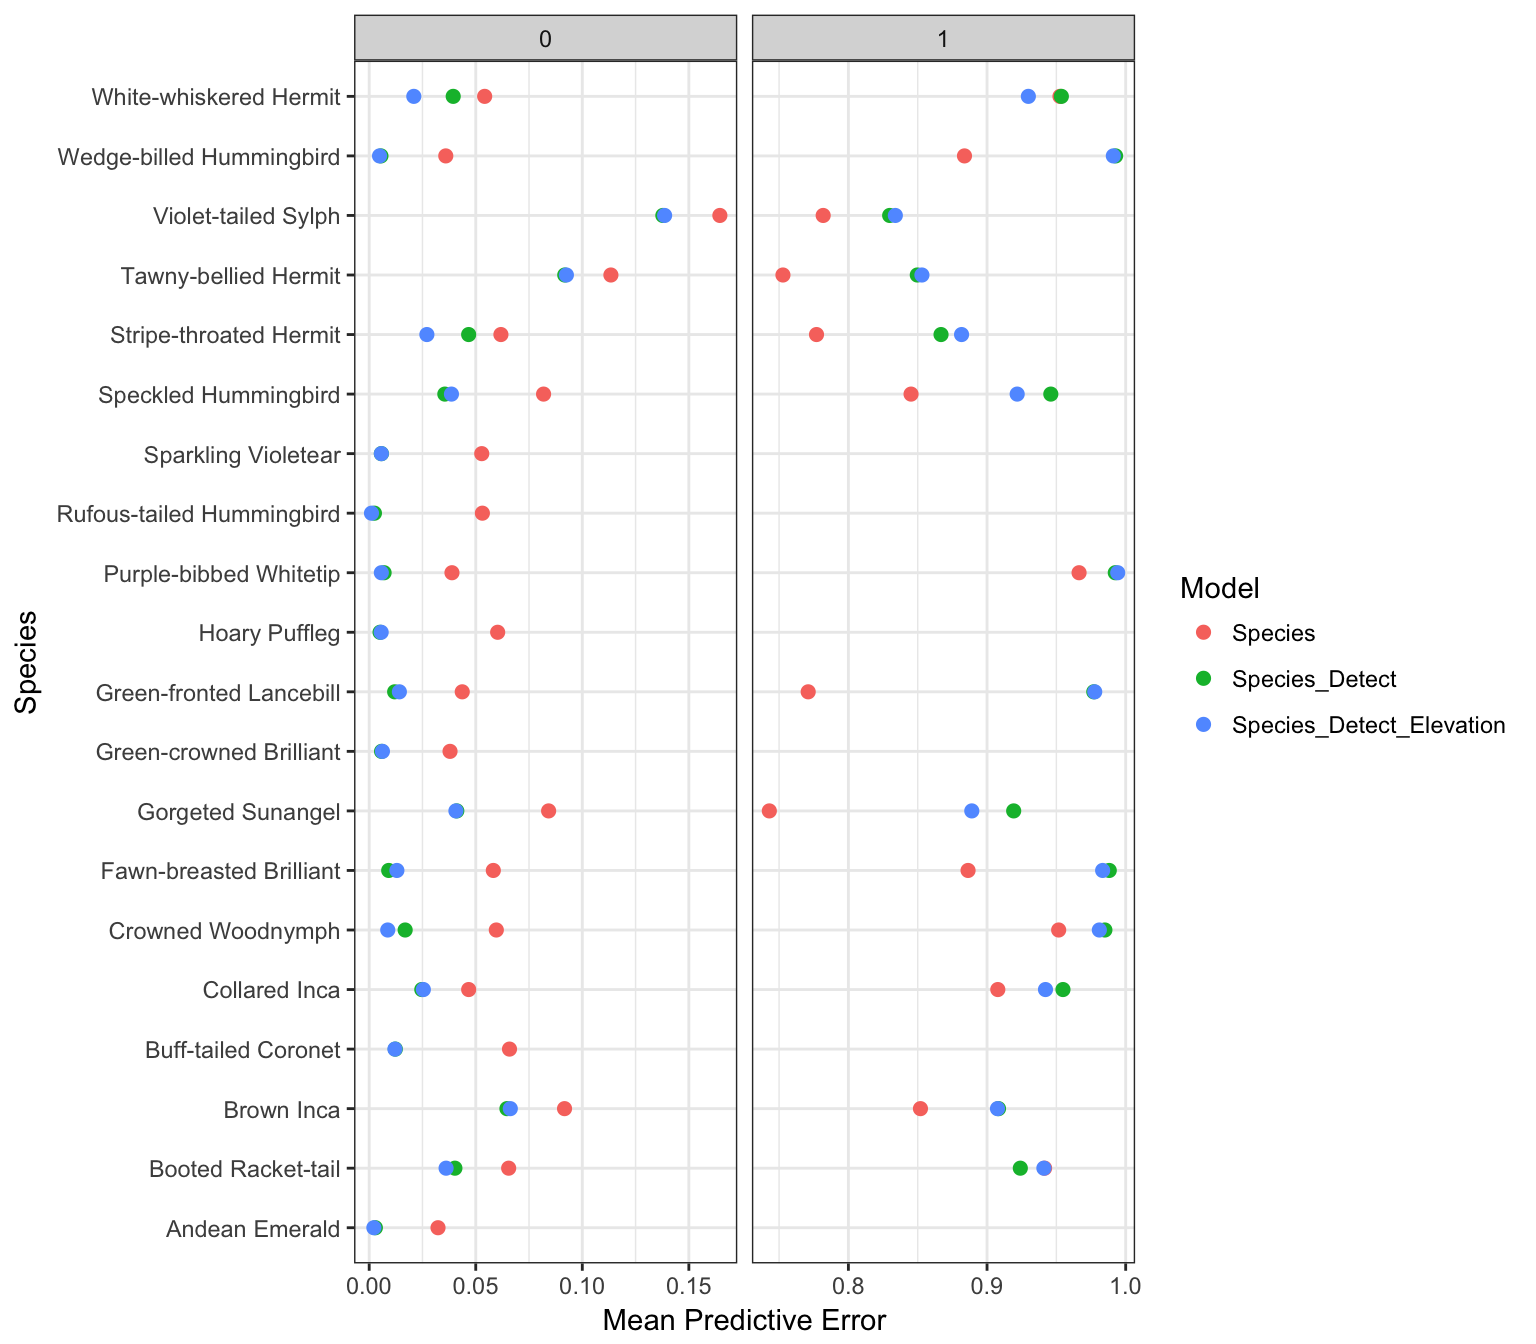 0
1
White-whiskered Hermit
Wedge-billed Hummingbird
Violet-tailed Sylph
Tawny-bellied Hermit
Stripe-throated Hermit
Speckled Hummingbird
Sparkling Violetear
Rufous-tailed Hummingbird
Purple-bibbed Whitetip
Hoary Puffleg
Green-fronted Lancebill
Green-crowned Brilliant
Gorgeted Sunangel
Fawn-breasted Brilliant
Crowned Woodnymph
Collared Inca
Buff-tailed Coronet
Brown Inca
Booted Racket-tail
Andean Emerald
Species
0.00
0.05
0.10
0.15
0.8
0.9
1.0
Mean Predictive Error
Model
Species
Species_Detect
Species_Detect_Elevation